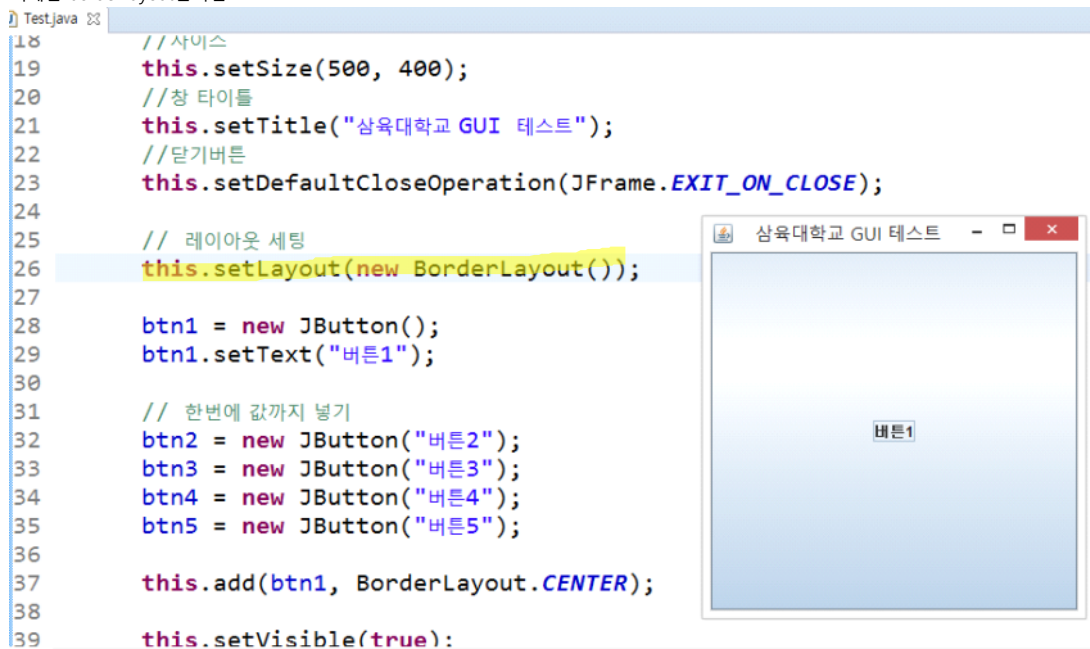 Test.java
18 //사이즈
19 this.setSize(500, 400);
20 //창 타이틀
21 this.setTitle("삼육대학교 GUI 테스트");
22 //닫기버튼
23 this.setDefaultCloseOperation(JFrame.EXIT_ON_CLOSE);
24
25 // 레이아웃 세팅
26 this.setLayout(new BorderLayout());
27
28 btn1 = new JButton();
29 btn1.setText("버튼1");
30
31 // 한번에 값까지 넣기
32 btn2 = new JButton("버튼2");
33 btn3 = new JButton("버튼3");
34 btn4 = new JButton("버튼4");
35 btn5 = new JButton("버튼5");
36
37 this.add(btn1, BorderLayout.CENTER);
38
39 this.setVisible(true);
삼육대학교 GUI 테스트
버튼1